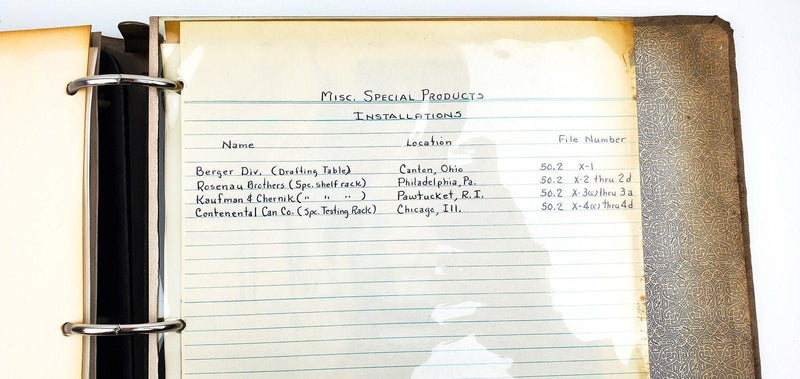 MISC. SPECIAL PRODUCTS
INSTALLATIONS
Name Location File Number
Berger Div. (Drafting Table) Canton, Ohio 50.2 X-1
Rosenau Brothers (Spc. shelf rack) Philadelphia, Pa. 50.2 X-2 thru 2d
Kaufman & Chernik ( " " " ) Pawtucket, R.I. 50.2 X-3(a) thru 3a
Contenental Can Co. (Spc. Testing Rack) Chicago, Ill. 50.2 X-4(c) thru 4d